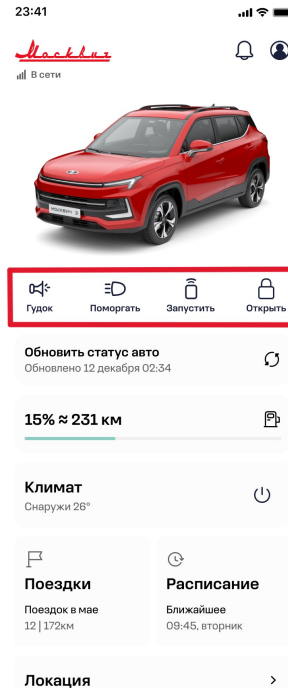 23:41
Москвич
В сети
МОСКВИЧ 3
Гудок
Поморгать
Запустить
Открыть
Обновить статус авто
Обновлено 12 декабря 02:34
15% ≈ 231 км
Климат
Снаружи 26°
Поездки
Поездок в мае
12 | 172км
Расписание
Ближайшее
09:45, вторник
Локация